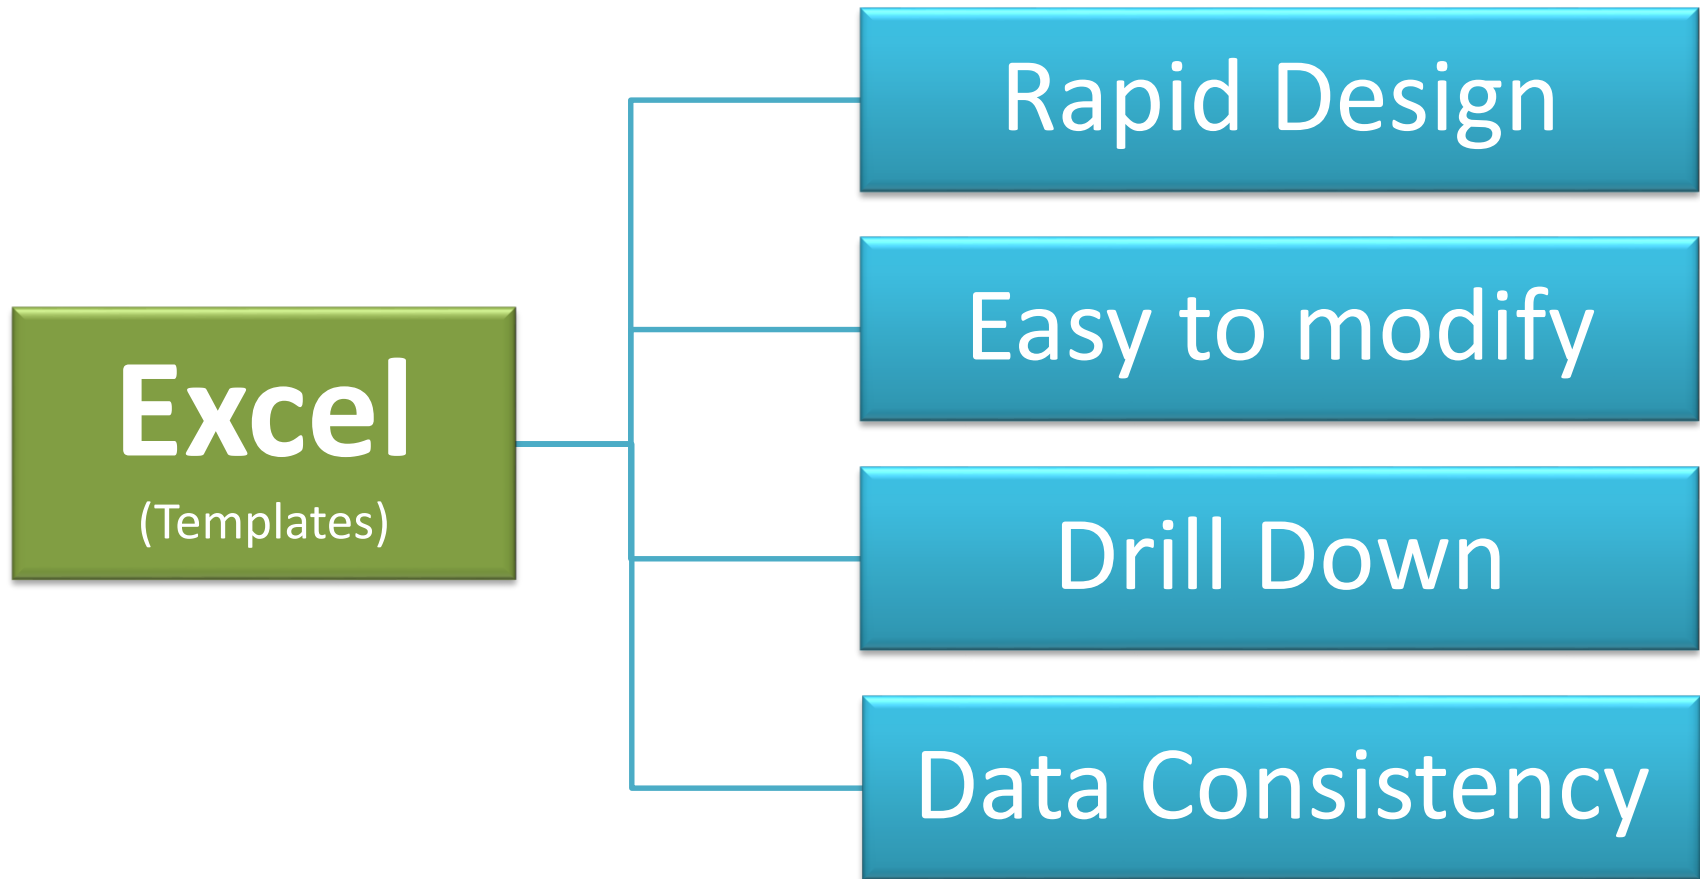 Excel
(Templates)
Rapid Design
Easy to modify
Drill Down
Data Consistency